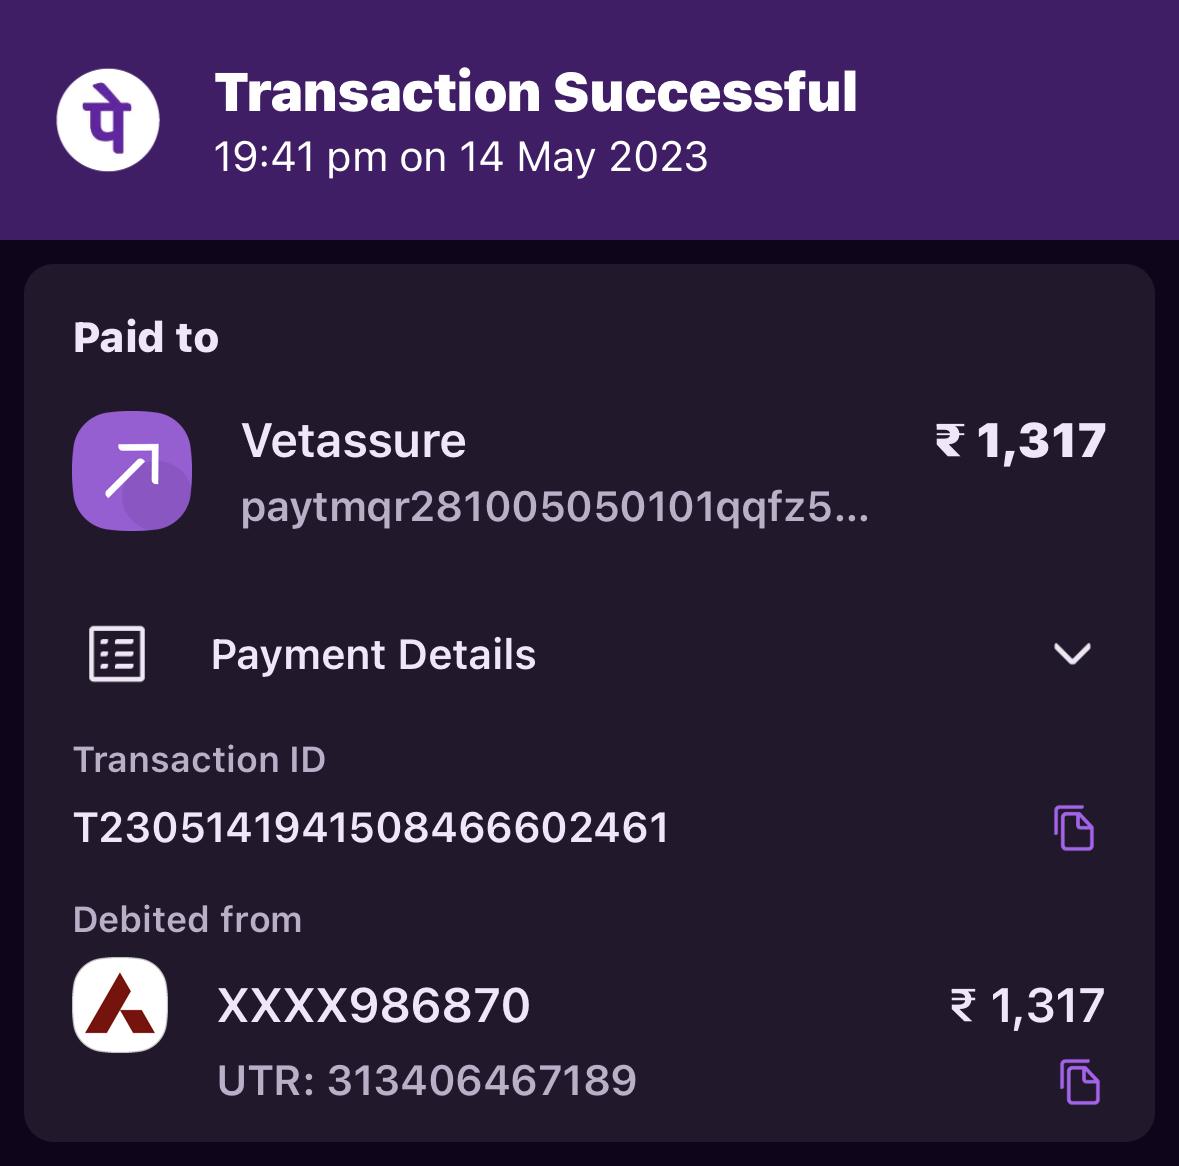 पे
Transaction Successful
19:41 pm on 14 May 2023
Paid to
Vetassure
₹ 1,317
paytmqr281005050101qqfz5...
Payment Details
Transaction ID
T2305141941508466602461
Debited from
XXXX986870
₹ 1,317
UTR: 313406467189